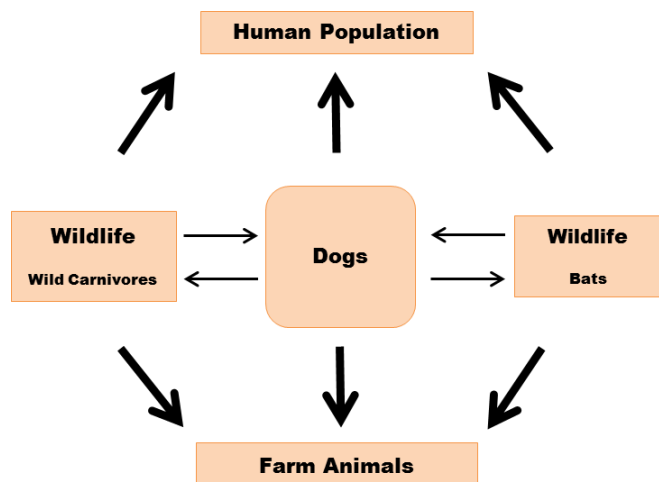 Human Population
Wildlife
Wild Carnivores
Dogs
Wildlife
Bats
Farm Animals